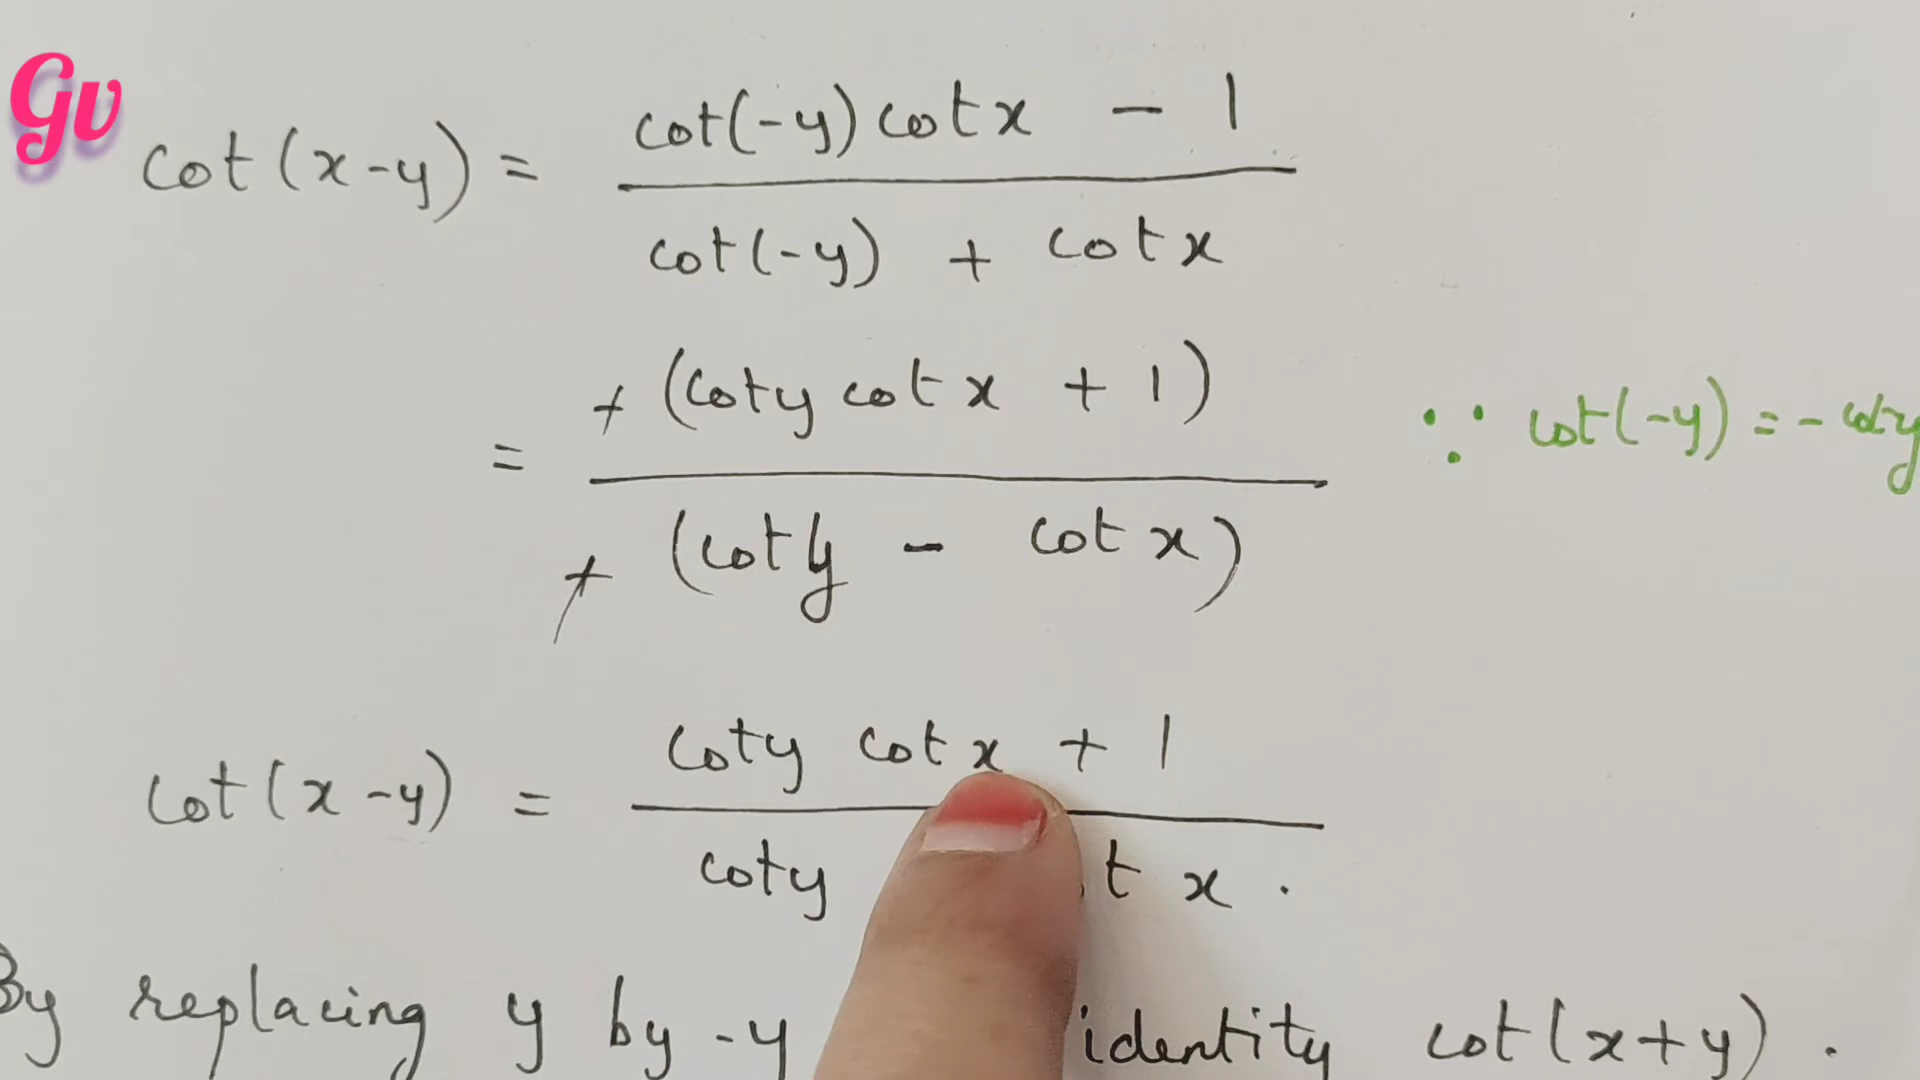 Gv
cot(x-y) = cot(-y) cot x - 1
cot(-y) + cot x
= + (cot y cot x + 1)
+ (cot y - cot x)
∵ cot(-y) = - cot y
cot(x-y) = cot y cot x + 1
cot y t x .
By replacing y by -y identity cot(x+y) .